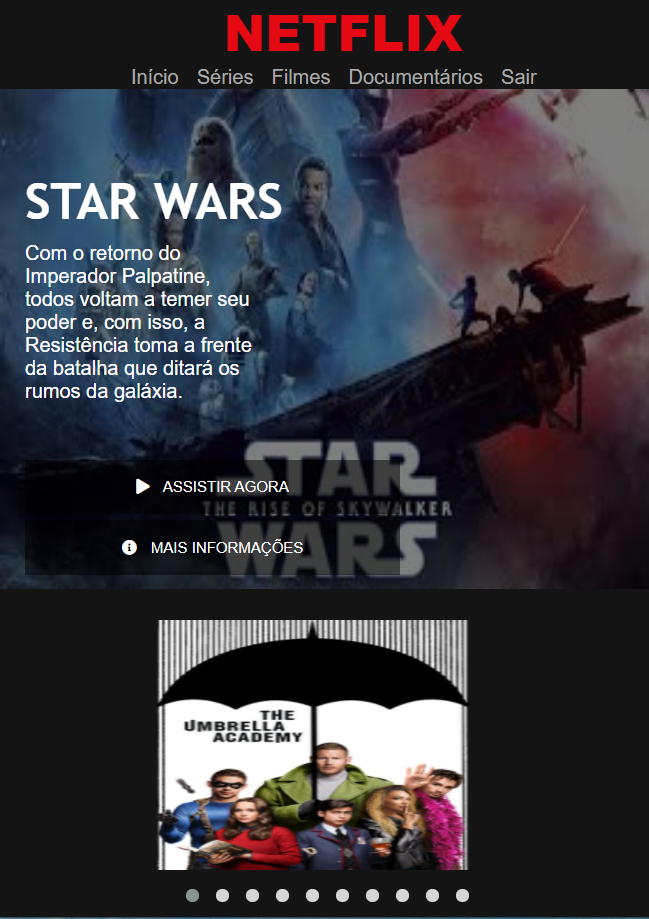 NETFLIX
Início Séries Filmes Documentários Sair
STAR WARS
Com o retorno do
Imperador Palpatine,
todos voltam a temer seu
poder e, com isso, a
Resistência toma a frente
da batalha que ditará os
rumos da galáxia.
STAR
ASSISTIR AGORA
THE RISE OF SKYWALKER
WARS
MAIS INFORMAÇÕES
THE
UMBRELLA
ACADEMY